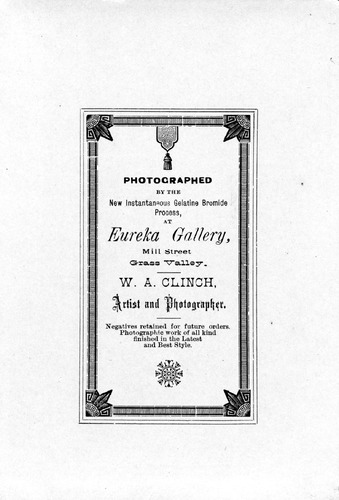 PHOTOGRAPHED
BY THE
New Instantaneous Gelatine Bromide
Process,
AT
Eureka Gallery,
Mill Street
Grass Valley.
W. A. CLINCH,
Artist and Photographer.
Negatives retained for future orders.
Photographic work of all kind
finished in the Latest
and Best Style.